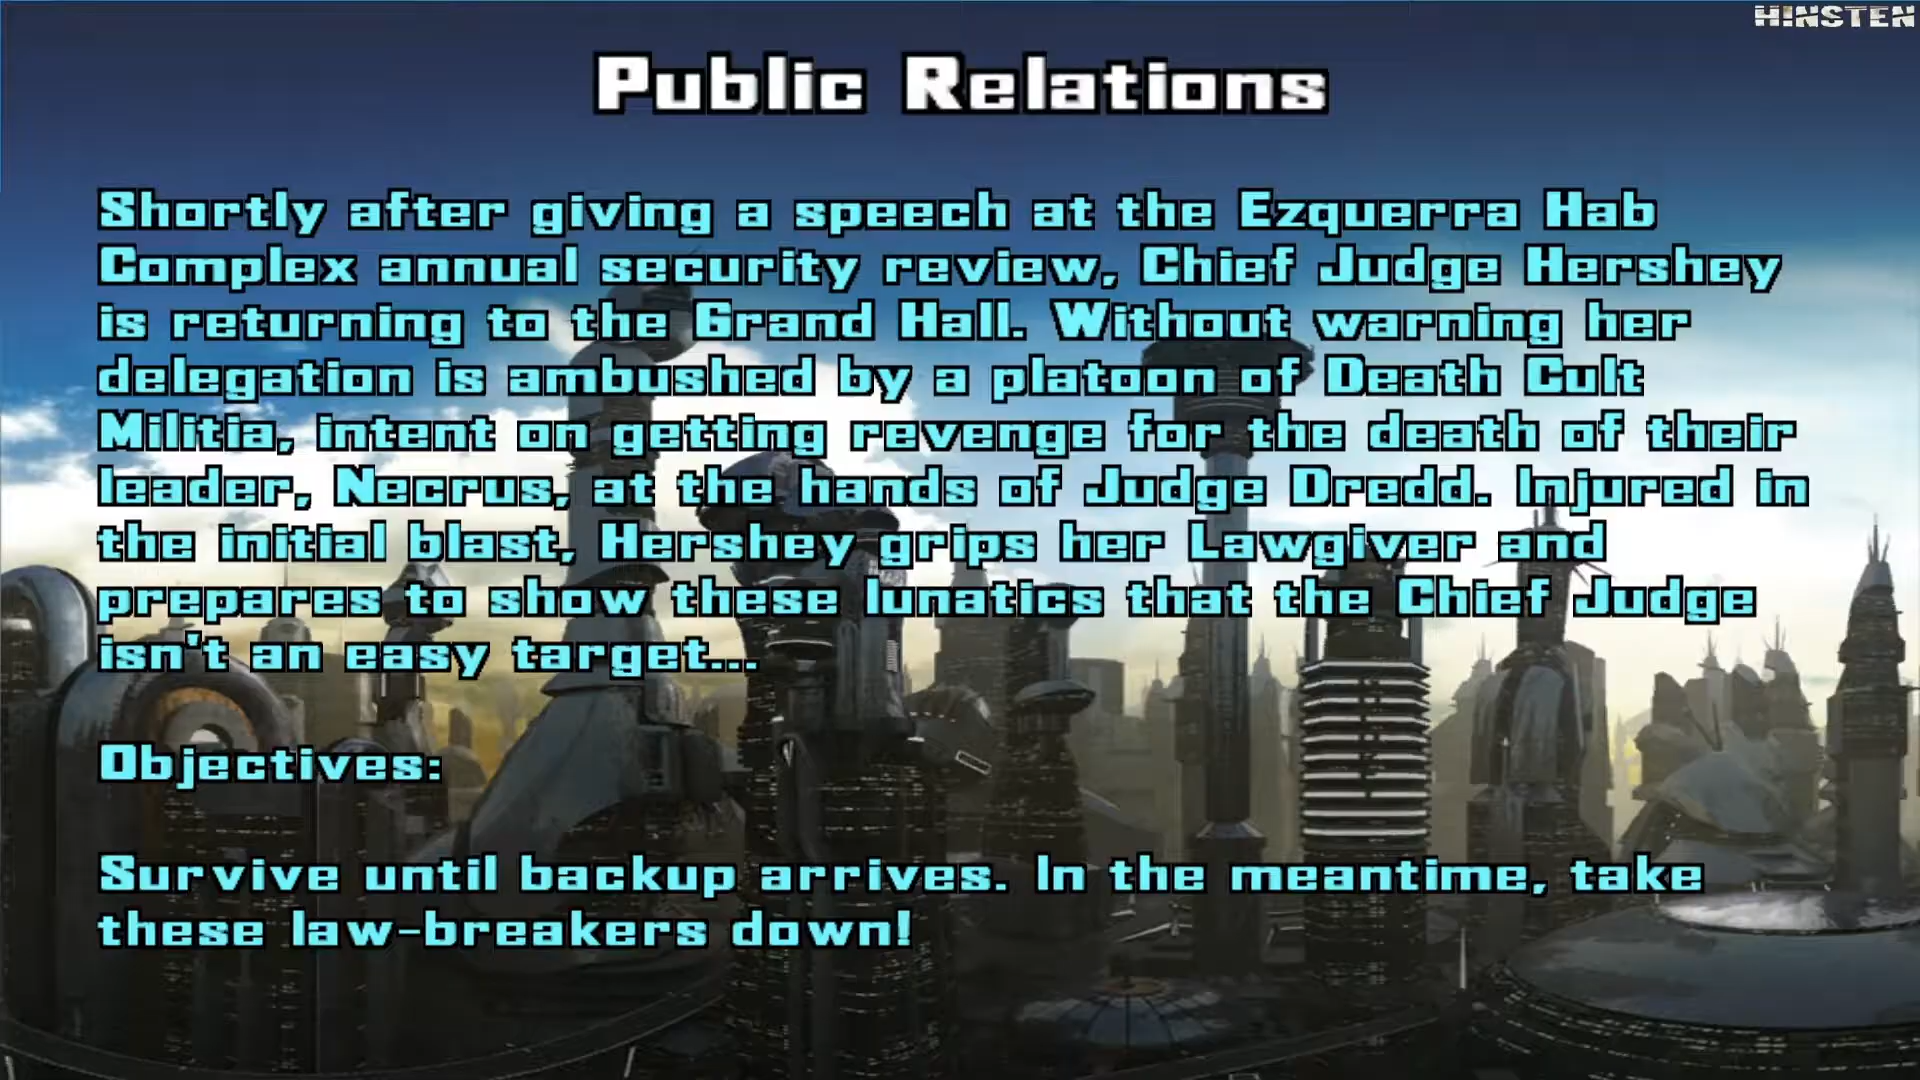 HINSTEN
Public Relations
Shortly after giving a speech at the Ezquerra Hab
Complex annual security review, Chief Judge Hershey
is returning to the Grand Hall. Without warning her
delegation is ambushed by a platoon of Death Cult
Militia, intent on getting revenge for the death of their
leader, Necrus, at the hands of Judge Dredd. Injured in
the initial blast, Hershey grips her Lawgiver and
prepares to show these lunatics that the Chief Judge
isn't an easy target...
Objectives:
Survive until backup arrives. In the meantime, take
these law-breakers down!